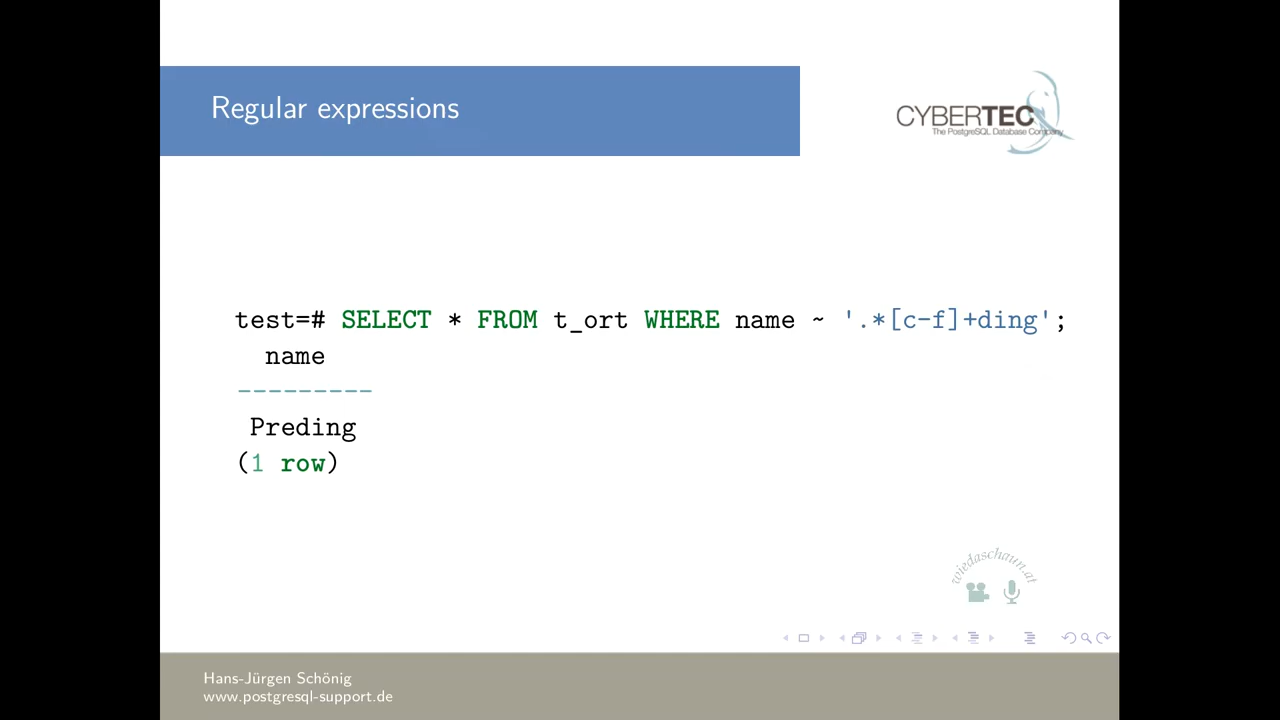 Regular expressions
CYBERTEC
The PostgreSQL Database Company
test=# SELECT * FROM t_ort WHERE name ~ '.*[c-f]+ding';
name
---------
Preding
(1 row)
wiedaschaun.at
Hans-Jürgen Schönig
www.postgresql-support.de